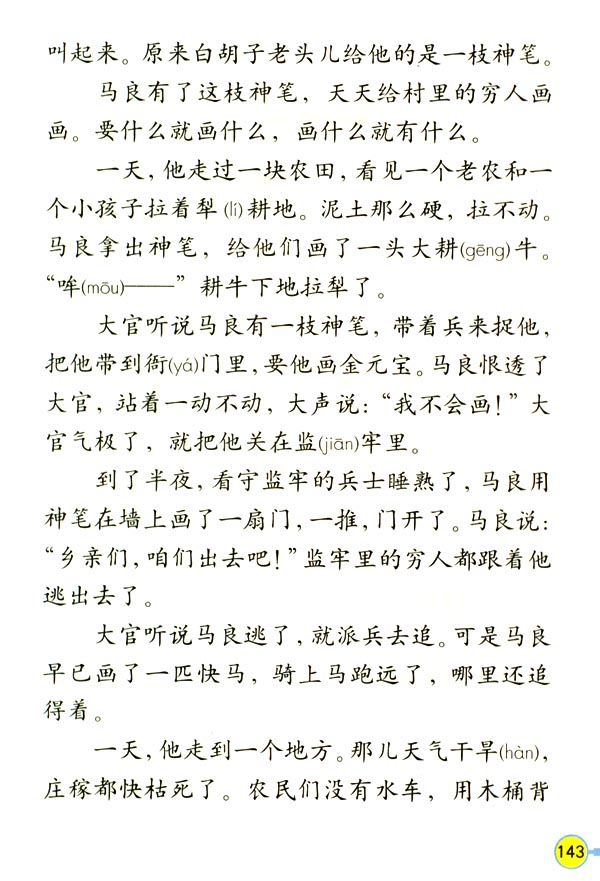 叫起来。原来白胡子老头儿给他的是一枝神笔。
马良有了这枝神笔，天天给村里的穷人画
画。要什么就画什么，画什么就有什么。
一天，他走过一块农田，看见一个老农和一
个小孩子拉着犁(lí)耕地。泥土那么硬，拉不动。
马良拿出神笔，给他们画了一头大耕(gēng)牛。
“哞(mōu)——” 耕牛下地拉犁了。
大官听说马良有一枝神笔，带着兵来捉他，
把他带到衙(yá)门里，要他画金元宝。马良恨透了
大官，站着一动不动，大声说：“我不会画！”大
官气极了，就把他关在监(jiān)牢里。
到了半夜，看守监牢的兵士睡熟了，马良用
神笔在墙上画了一扇门，一推，门开了。马良说：
“乡亲们，咱们出去吧！”监牢里的穷人都跟着他
逃出去了。
大官听说马良逃了，就派兵去追。可是马良
早已画了一匹快马，骑上马跑远了，哪里还追
得着。
一天，他走到一个地方。那儿天气干旱(hàn)，
庄稼都快枯死了。农民们没有水车，用木桶背
143